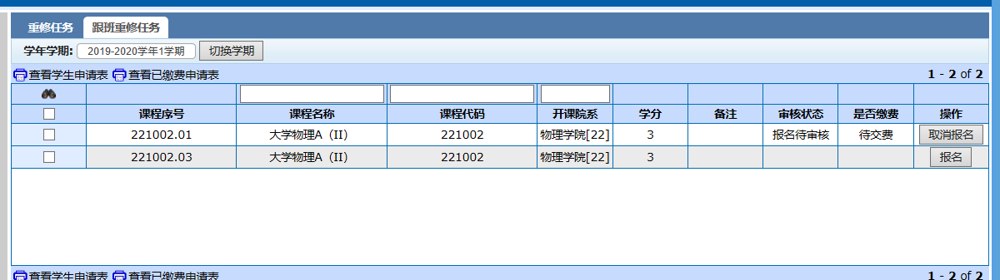 重修任务 跟班重修任务
学年学期: 2019-2020学年1学期 切换学期
查看学生申请表 查看已缴费申请表 1 - 2 of 2
课程序号 课程名称 课程代码 开课院系 学分 备注 审核状态 是否缴费 操作
221002.01 大学物理A（II） 221002 物理学院[22] 3 报名待审核 待交费 取消报名
221002.03 大学物理A（II） 221002 物理学院[22] 3 报名
查看学生申请表 查看已缴费申请表 1 - 2 of 2